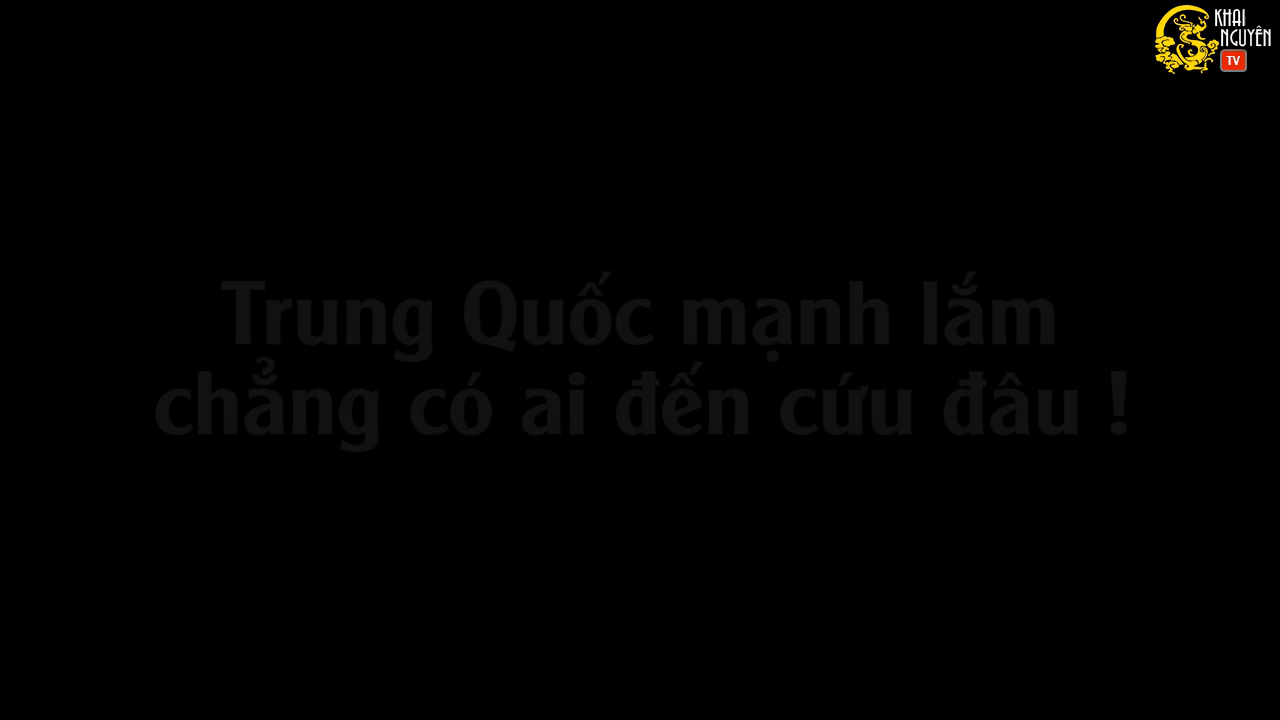 KHAI
NGUYÊN
TV
Trung Quốc mạnh lắm
chẳng có ai đến cứu đâu !